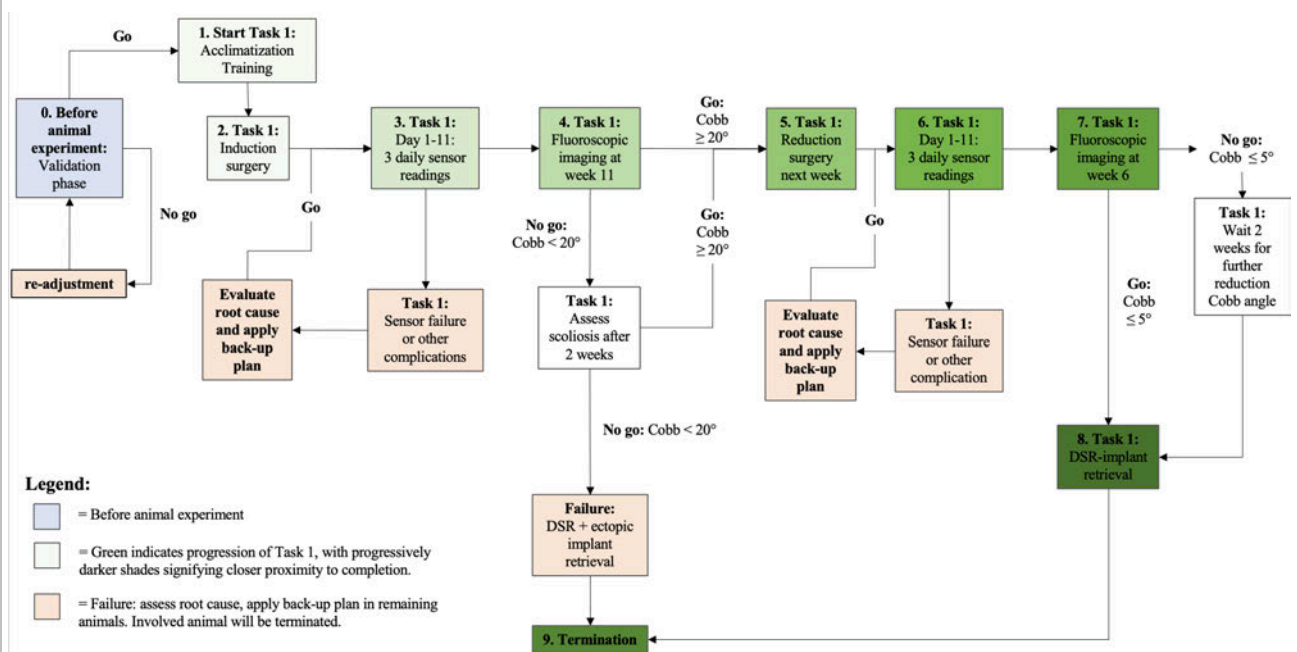 Go
1. Start Task 1:
Acclimatization
Training
0. Before
animal
experiment:
Validation
phase
No go
re-adjustment
2. Task 1:
Induction
surgery
Go
3. Task 1:
Day 1-11:
3 daily sensor
readings
Evaluate
root cause
and apply
back-up
plan
Task 1:
Sensor failure
or other
complications
4. Task 1:
Fluoroscopic
imaging at
week 11
Go:
Cobb
≥ 20°
No go:
Cobb < 20°
Go:
Cobb
≥ 20°
Task 1:
Assess
scoliosis after
2 weeks
No go: Cobb < 20°
Failure:
DSR + ectopic
implant
retrieval
9. Termination
5. Task 1:
Reduction
surgery
next week
Go
6. Task 1:
Day 1-11:
3 daily sensor
readings
Evaluate
root cause
and apply
back-up
plan
Task 1:
Sensor failure
or other
complication
7. Task 1:
Fluoroscopic
imaging at
week 6
No go:
Cobb ≤ 5°
Task 1:
Wait 2
weeks for
further
reduction
Cobb angle
Go:
Cobb
≤ 5°
8. Task 1:
DSR-implant
retrieval
Legend:
= Before animal experiment
= Green indicates progression of Task 1, with progressively
darker shades signifying closer proximity to completion.
= Failure: assess root cause, apply back-up plan in remaining
animals. Involved animal will be terminated.